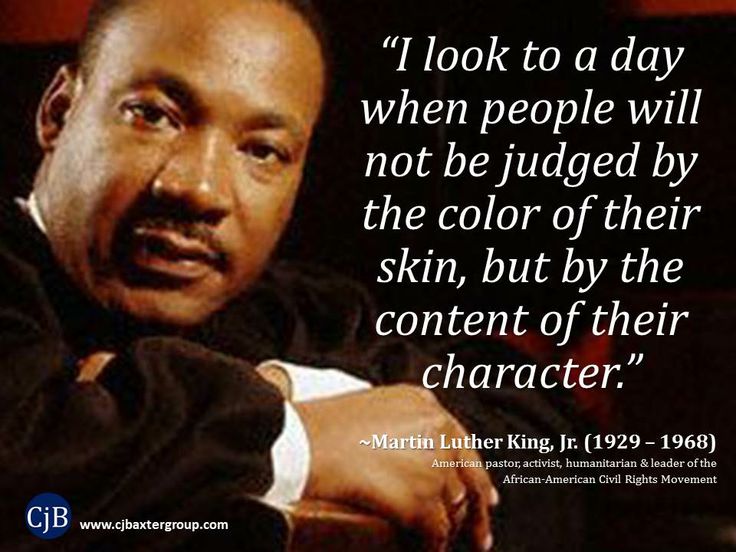 “I look to a day
when people will
not be judged by
the color of their
skin, but by the
content of their
character.”
~Martin Luther King, Jr. (1929 – 1968)
American pastor, activist, humanitarian & leader of the
African-American Civil Rights Movement
CjB www.cjbaxtergroup.com